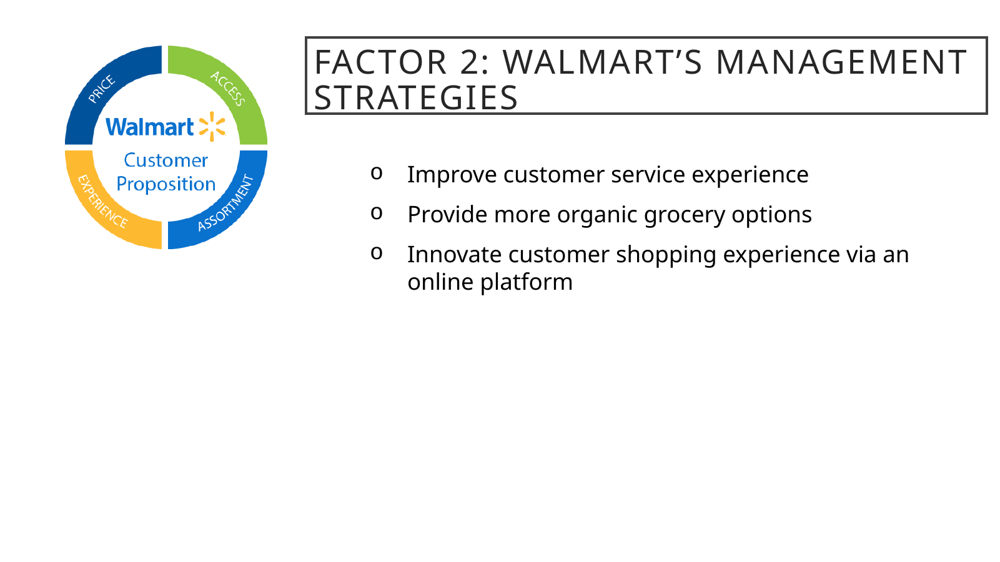 PRICE
ACCESS
Walmart
Customer
Proposition
EXPERIENCE
ASSORTMENT
FACTOR 2: WALMART’S MANAGEMENT
STRATEGIES
o Improve customer service experience
o Provide more organic grocery options
o Innovate customer shopping experience via an
online platform